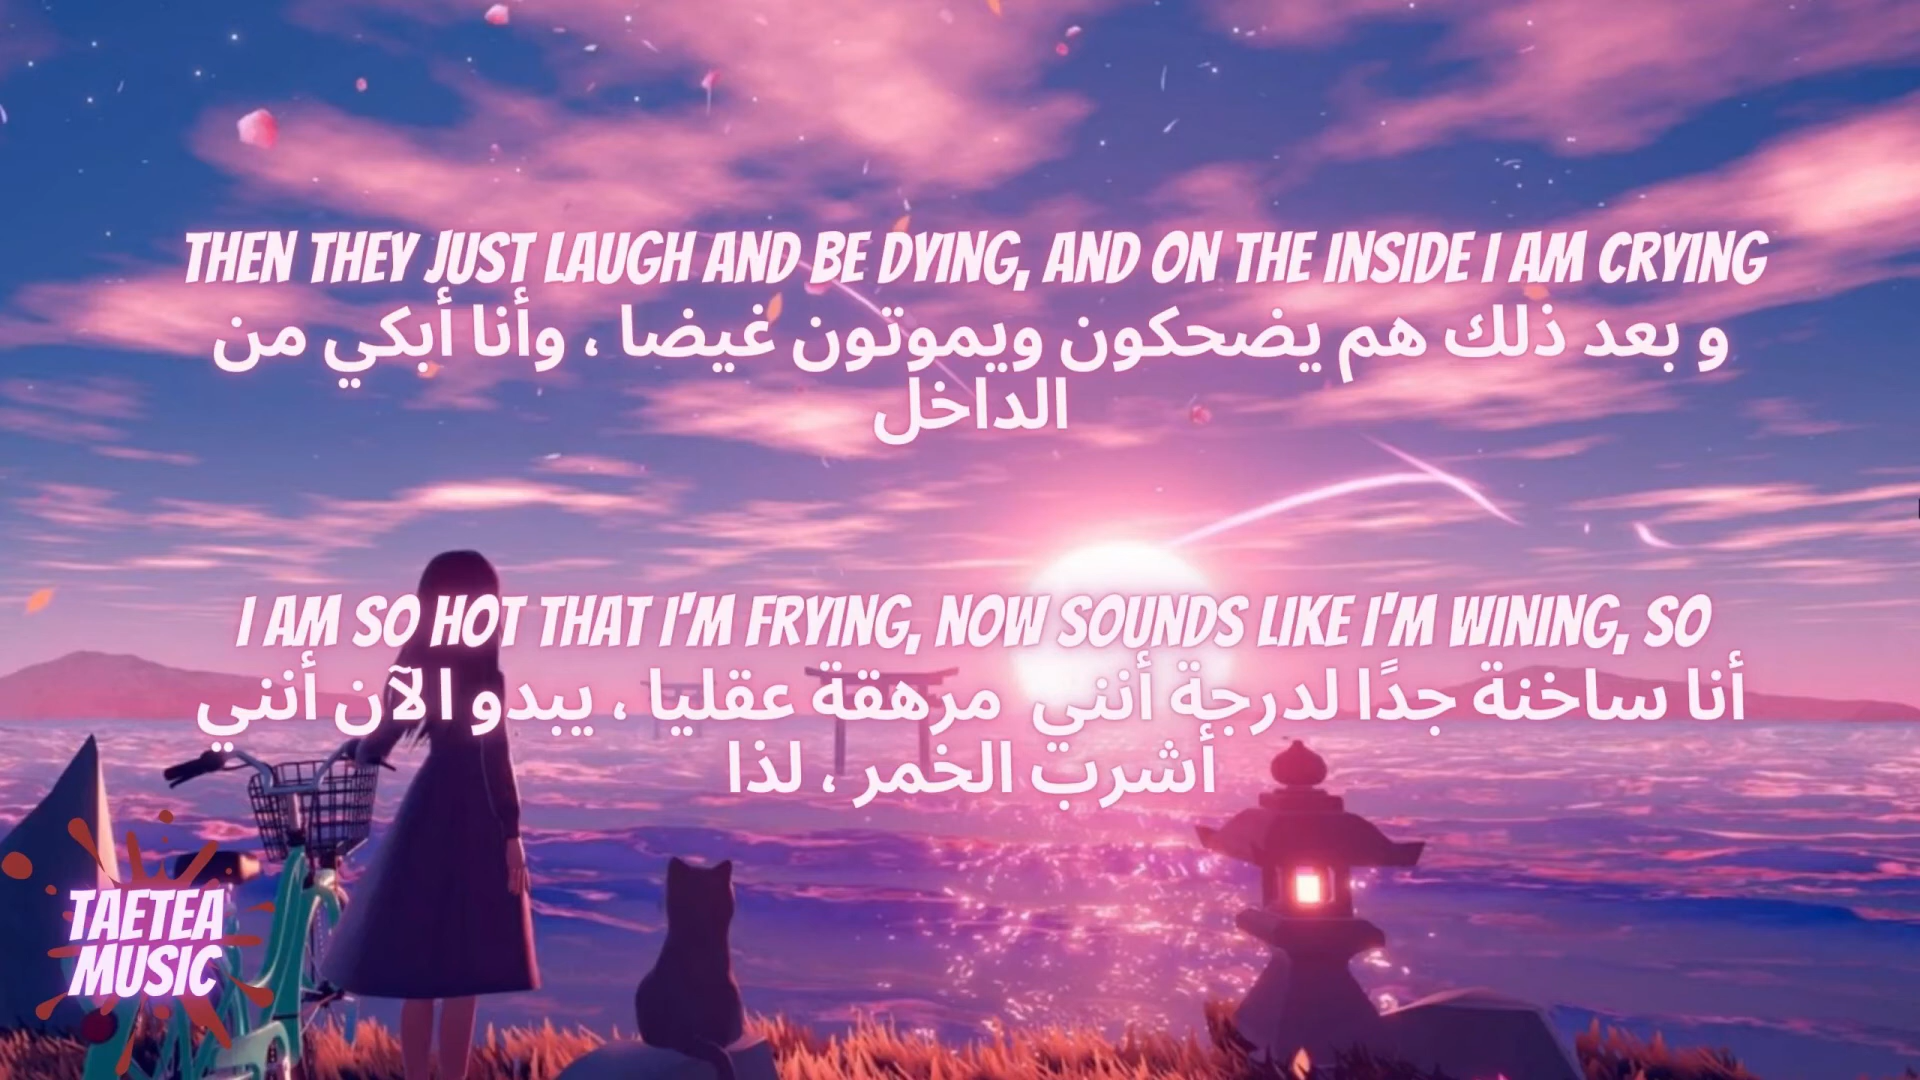 THEN THEY JUST LAUGH AND BE DYING, AND ON THE INSIDE I AM CRYING
و بعد ذلك هم يضحكون ويموتون غيضا ، وأنا أبكي من
الداخل
I AM SO HOT THAT I'M FRYING, NOW SOUNDS LIKE I'M WINING, SO
أنا ساخنة جدًا لدرجة أنني مرهقة عقليا ، يبدو الآن أنني
أشرب الخمر ، لذا
TAETEA
MUSIC